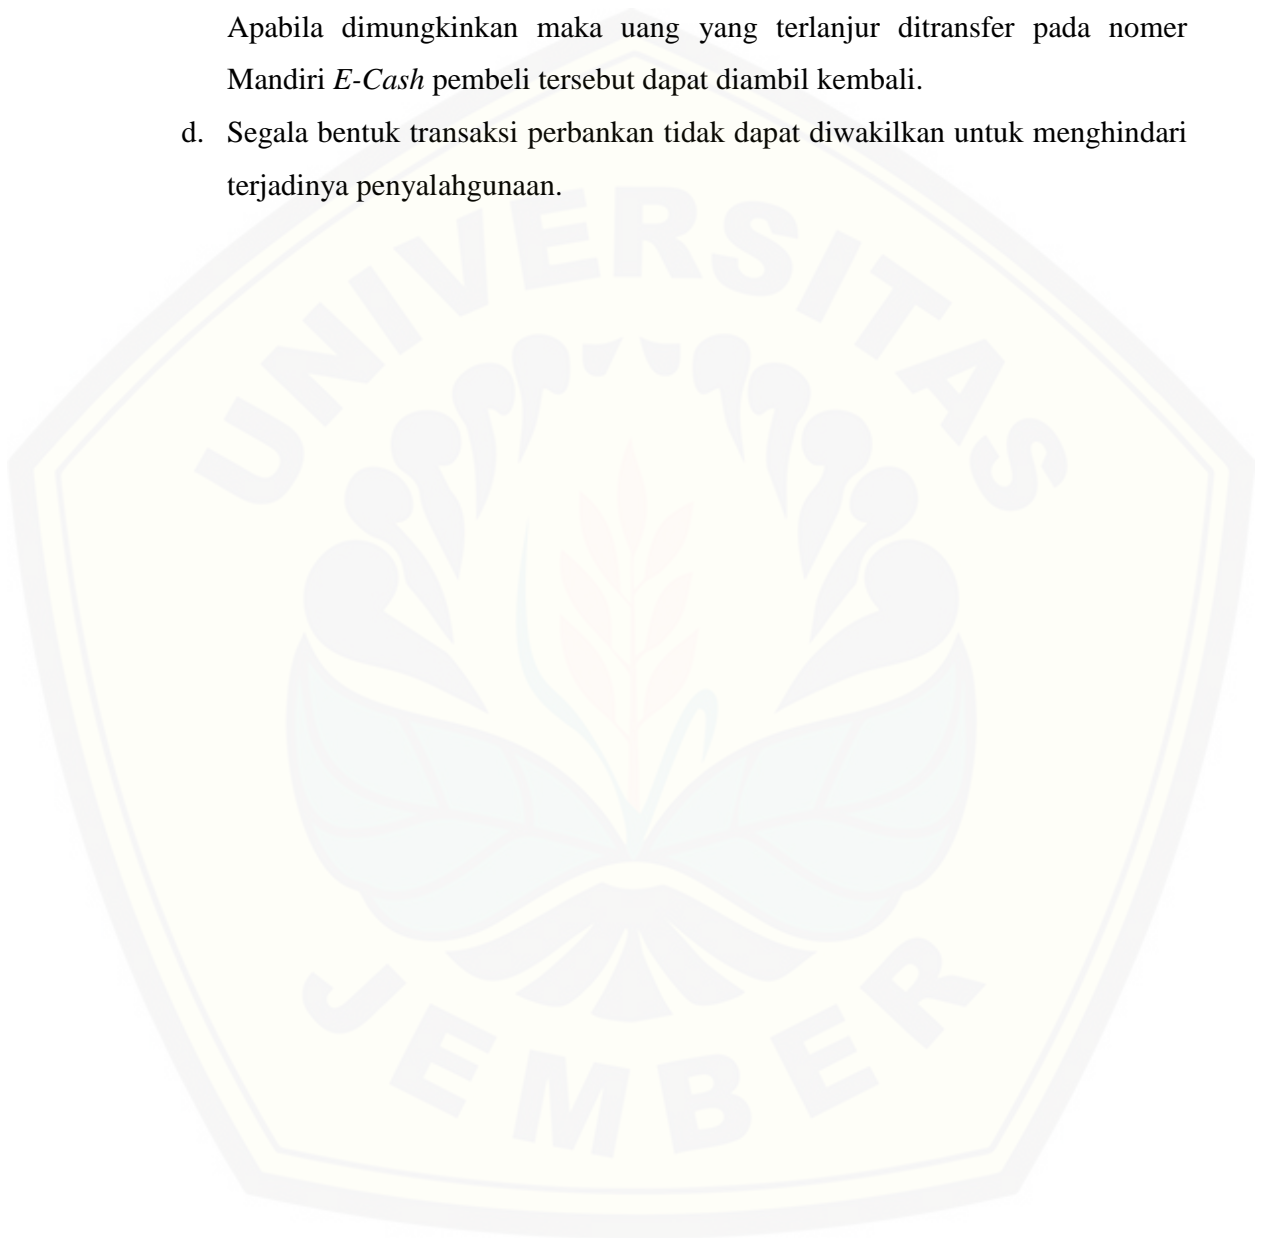 Apabila dimungkinkan maka uang yang terlanjur ditransfer pada nomer
Mandiri E-Cash pembeli tersebut dapat diambil kembali.
d. Segala bentuk transaksi perbankan tidak dapat diwakilkan untuk menghindari
terjadinya penyalahgunaan.
UNIVERSITAS
JEMBER